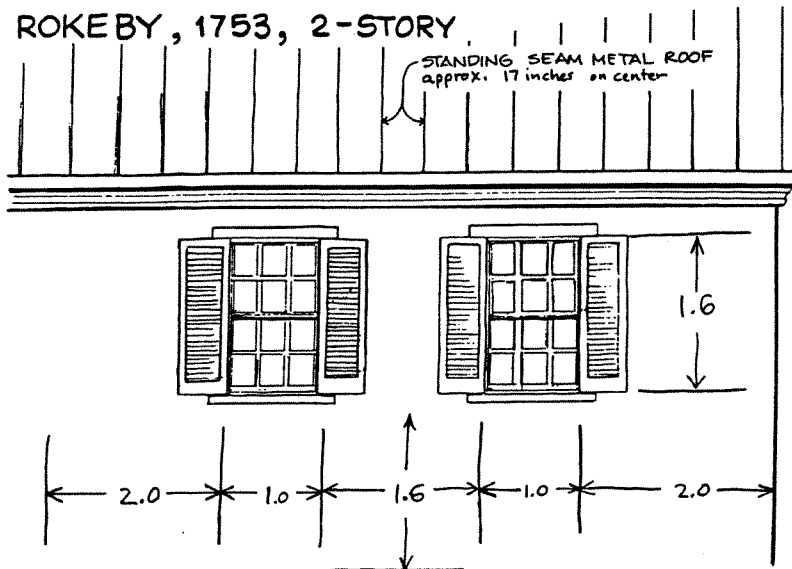 ROKEBY, 1753, 2-STORY
STANDING SEAM METAL ROOF
approx. 17 inches on center
1.6
2.0 1.0 1.6 1.0 2.0